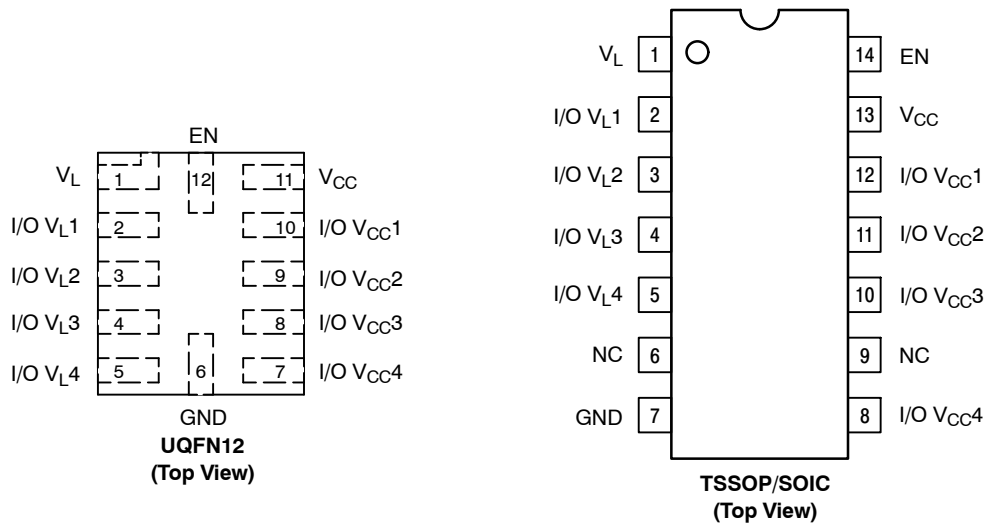 EN
V_L 1 12 11 V_CC
I/O V_L1 2 10 I/O V_CC1
I/O V_L2 3 9 I/O V_CC2
I/O V_L3 4 8 I/O V_CC3
I/O V_L4 5 6 7 I/O V_CC4
GND
UQFN12
(Top View)
V_L 1 14 EN
I/O V_L1 2 13 V_CC
I/O V_L2 3 12 I/O V_CC1
I/O V_L3 4 11 I/O V_CC2
I/O V_L4 5 10 I/O V_CC3
NC 6 9 NC
GND 7 8 I/O V_CC4
TSSOP/SOIC
(Top View)